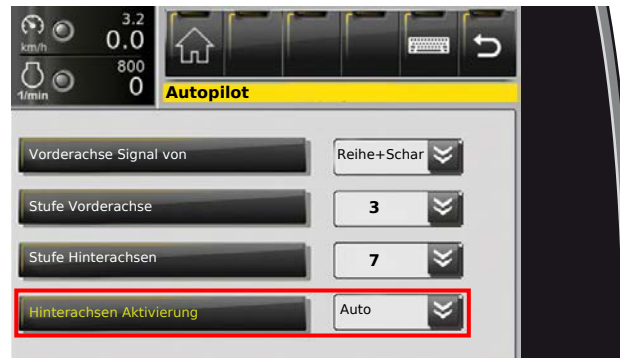 3.2
km/h 0.0
800
1/min 0
Autopilot
Vorderachse Signal von Reihe+Schar
Stufe Vorderachse 3
Stufe Hinterachsen 7
Hinterachsen Aktivierung Auto